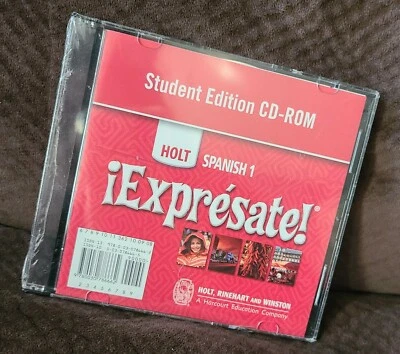 Student Edition CD-ROM
HOLT
SPANISH 1
¡Exprésate!
HOLT, RINEHART AND WINSTON
A Harcourt Education Company